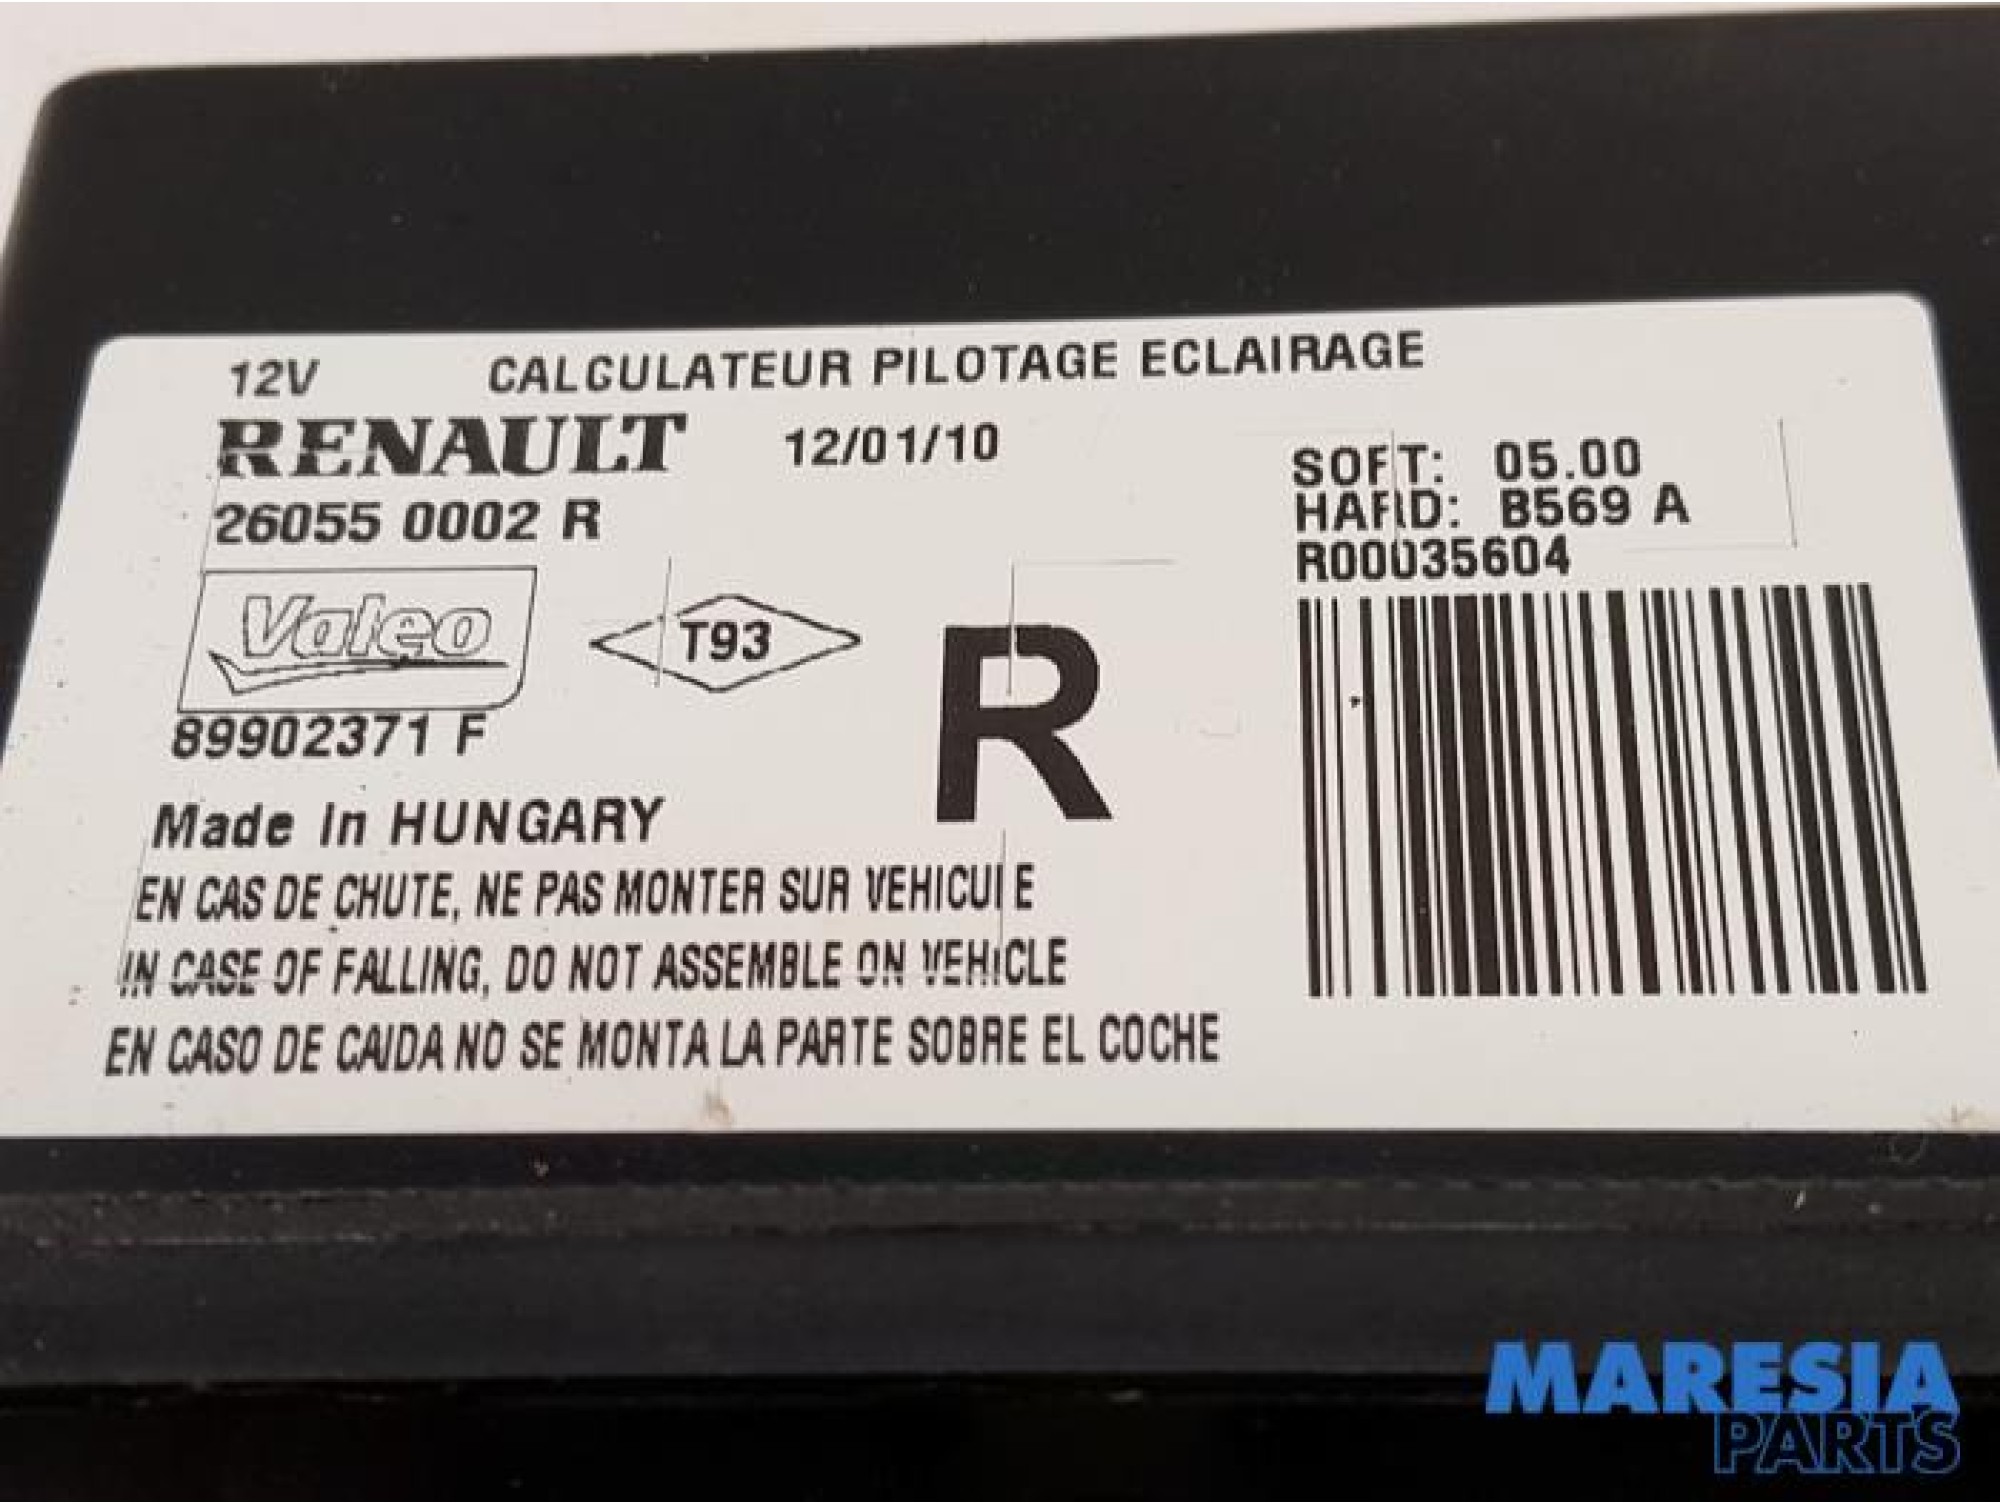 12V CALCULATEUR PILOTAGE ECLAIRAGE
RENAULT 12/01/10
26055 0002 R
SOFT: 05.00
HARD: B569 A
R00035604
Valeo
T93
R
89902371 F
Made in HUNGARY
EN CAS DE CHUTE, NE PAS MONTER SUR VEHICULE
IN CASE OF FALLING, DO NOT ASSEMBLE ON VEHICLE
EN CASO DE CAIDA NO SE MONTA LA PARTE SOBRE EL COCHE
MARESIA
PARTS